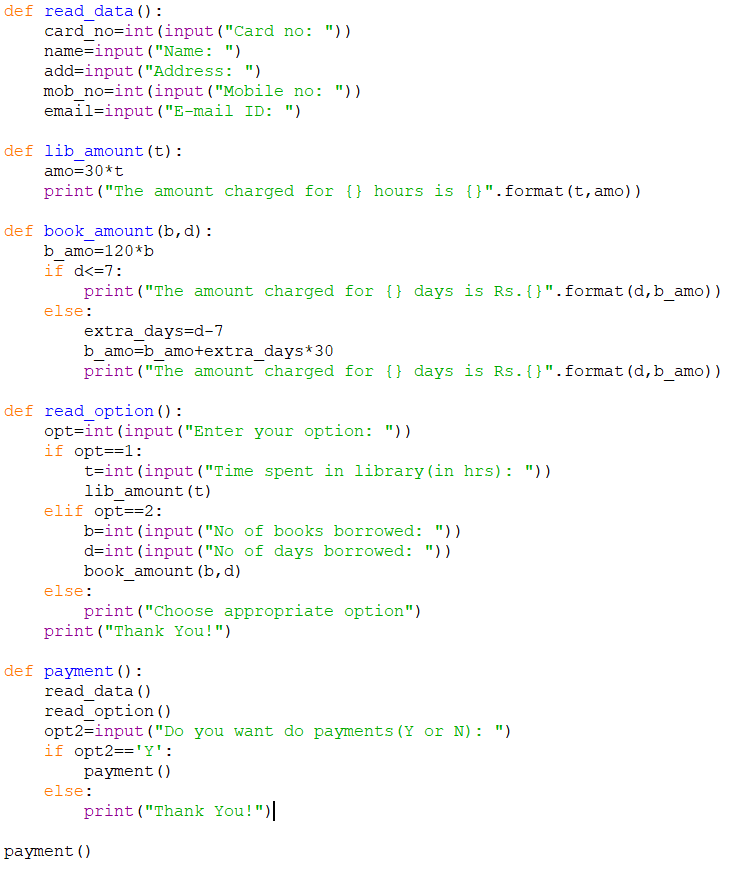 def read_data():
    card_no=int(input("Card no: "))
    name=input("Name: ")
    add=input("Address: ")
    mob_no=int(input("Mobile no: "))
    email=input("E-mail ID: ")

def lib_amount(t):
    amo=30*t
    print("The amount charged for {} hours is {}".format(t,amo))

def book_amount(b,d):
    b_amo=120*b
    if d<=7:
        print("The amount charged for {} days is Rs.{}".format(d,b_amo))
    else:
        extra_days=d-7
        b_amo=b_amo+extra_days*30
        print("The amount charged for {} days is Rs.{}".format(d,b_amo))

def read_option():
    opt=int(input("Enter your option: "))
    if opt==1:
        t=int(input("Time spent in library(in hrs): "))
        lib_amount(t)
    elif opt==2:
        b=int(input("No of books borrowed: "))
        d=int(input("No of days borrowed: "))
        book_amount(b,d)
    else:
        print("Choose appropriate option")
    print("Thank You!")

def payment():
    read_data()
    read_option()
    opt2=input("Do you want do payments(Y or N): ")
    if opt2=='Y':
        payment()
    else:
        print("Thank You!")

payment()